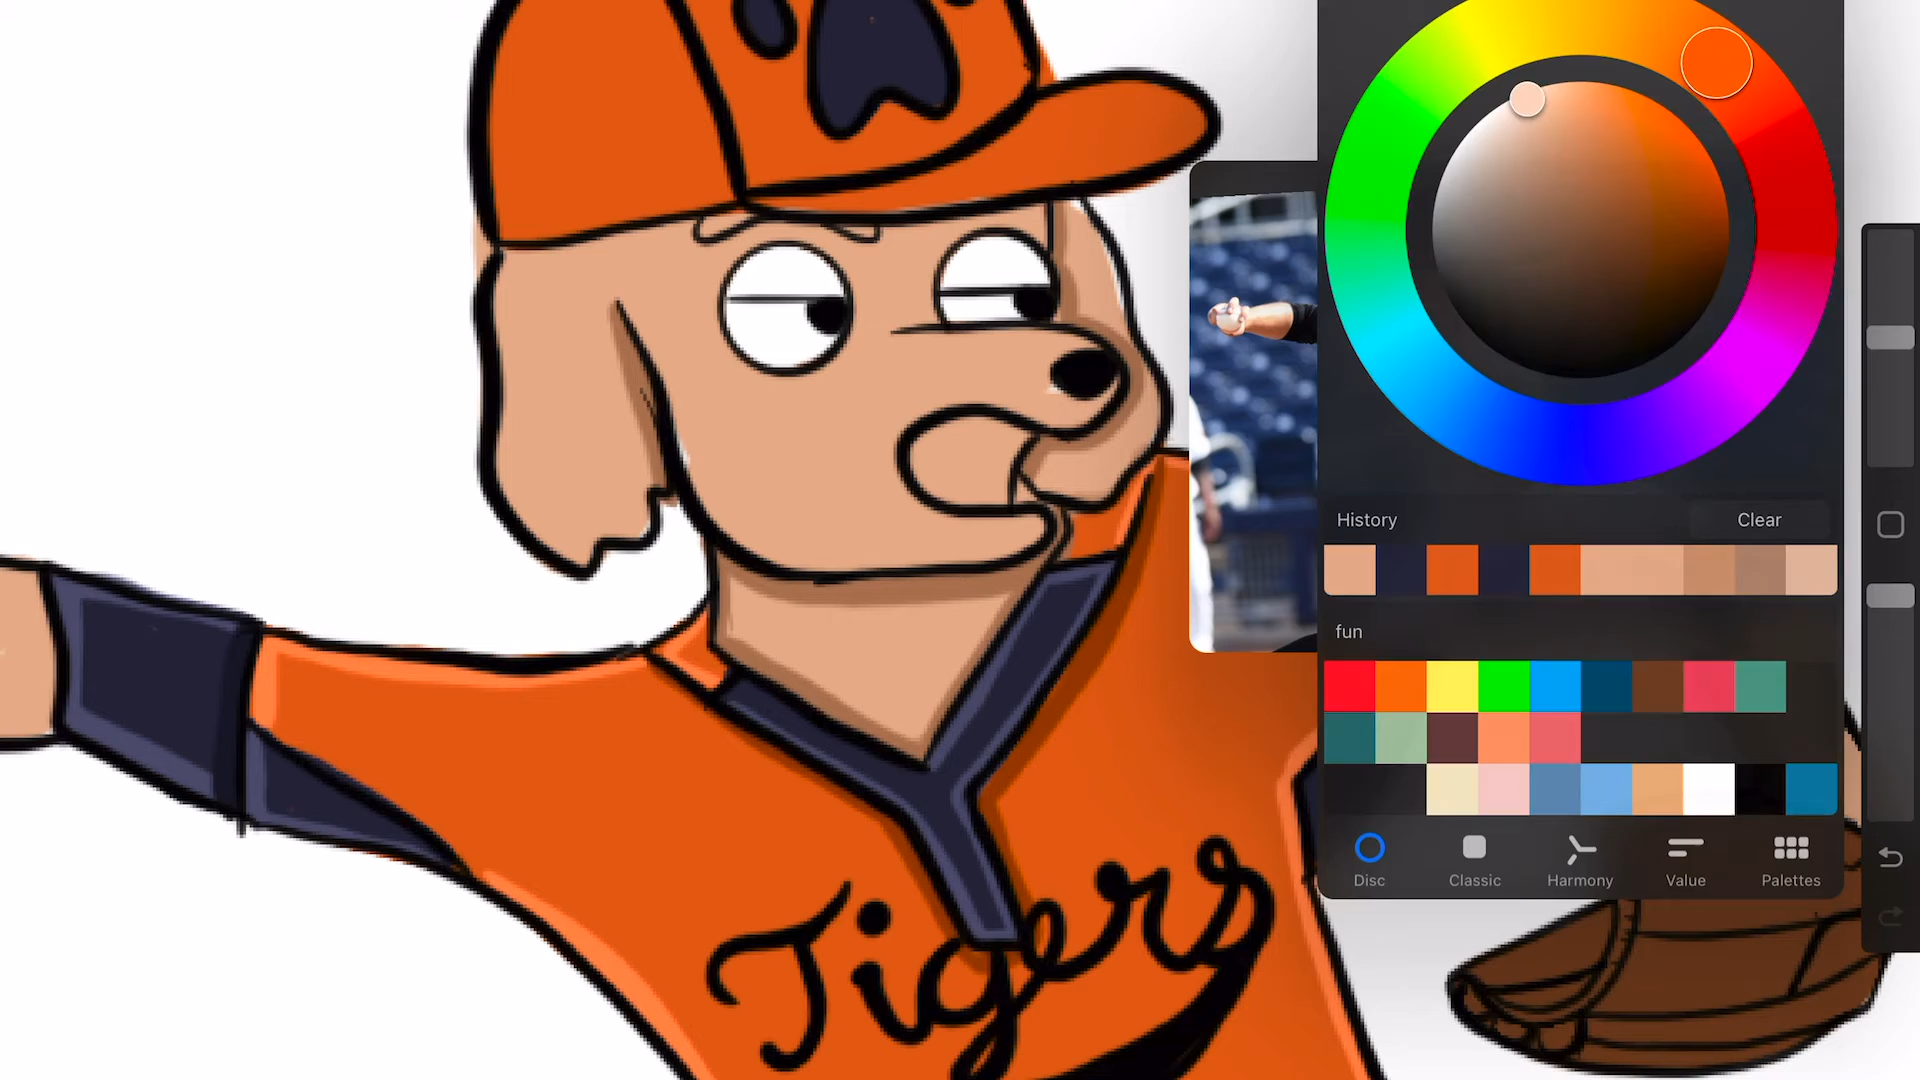 History
Clear
fun
Disc
Classic
Harmony
Value
Palettes
Tigers